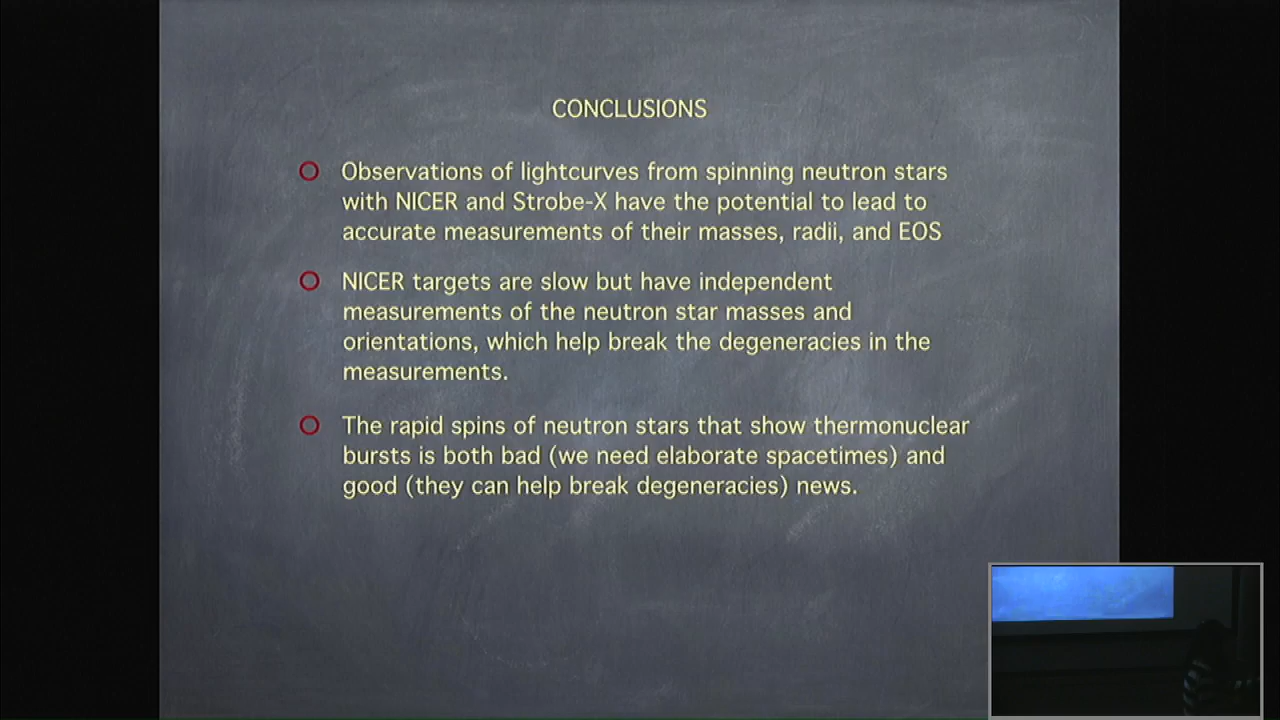 CONCLUSIONS
Observations of lightcurves from spinning neutron stars
with NICER and Strobe-X have the potential to lead to
accurate measurements of their masses, radii, and EOS
NICER targets are slow but have independent
measurements of the neutron star masses and
orientations, which help break the degeneracies in the
measurements.
The rapid spins of neutron stars that show thermonuclear
bursts is both bad (we need elaborate spacetimes) and
good (they can help break degeneracies) news.